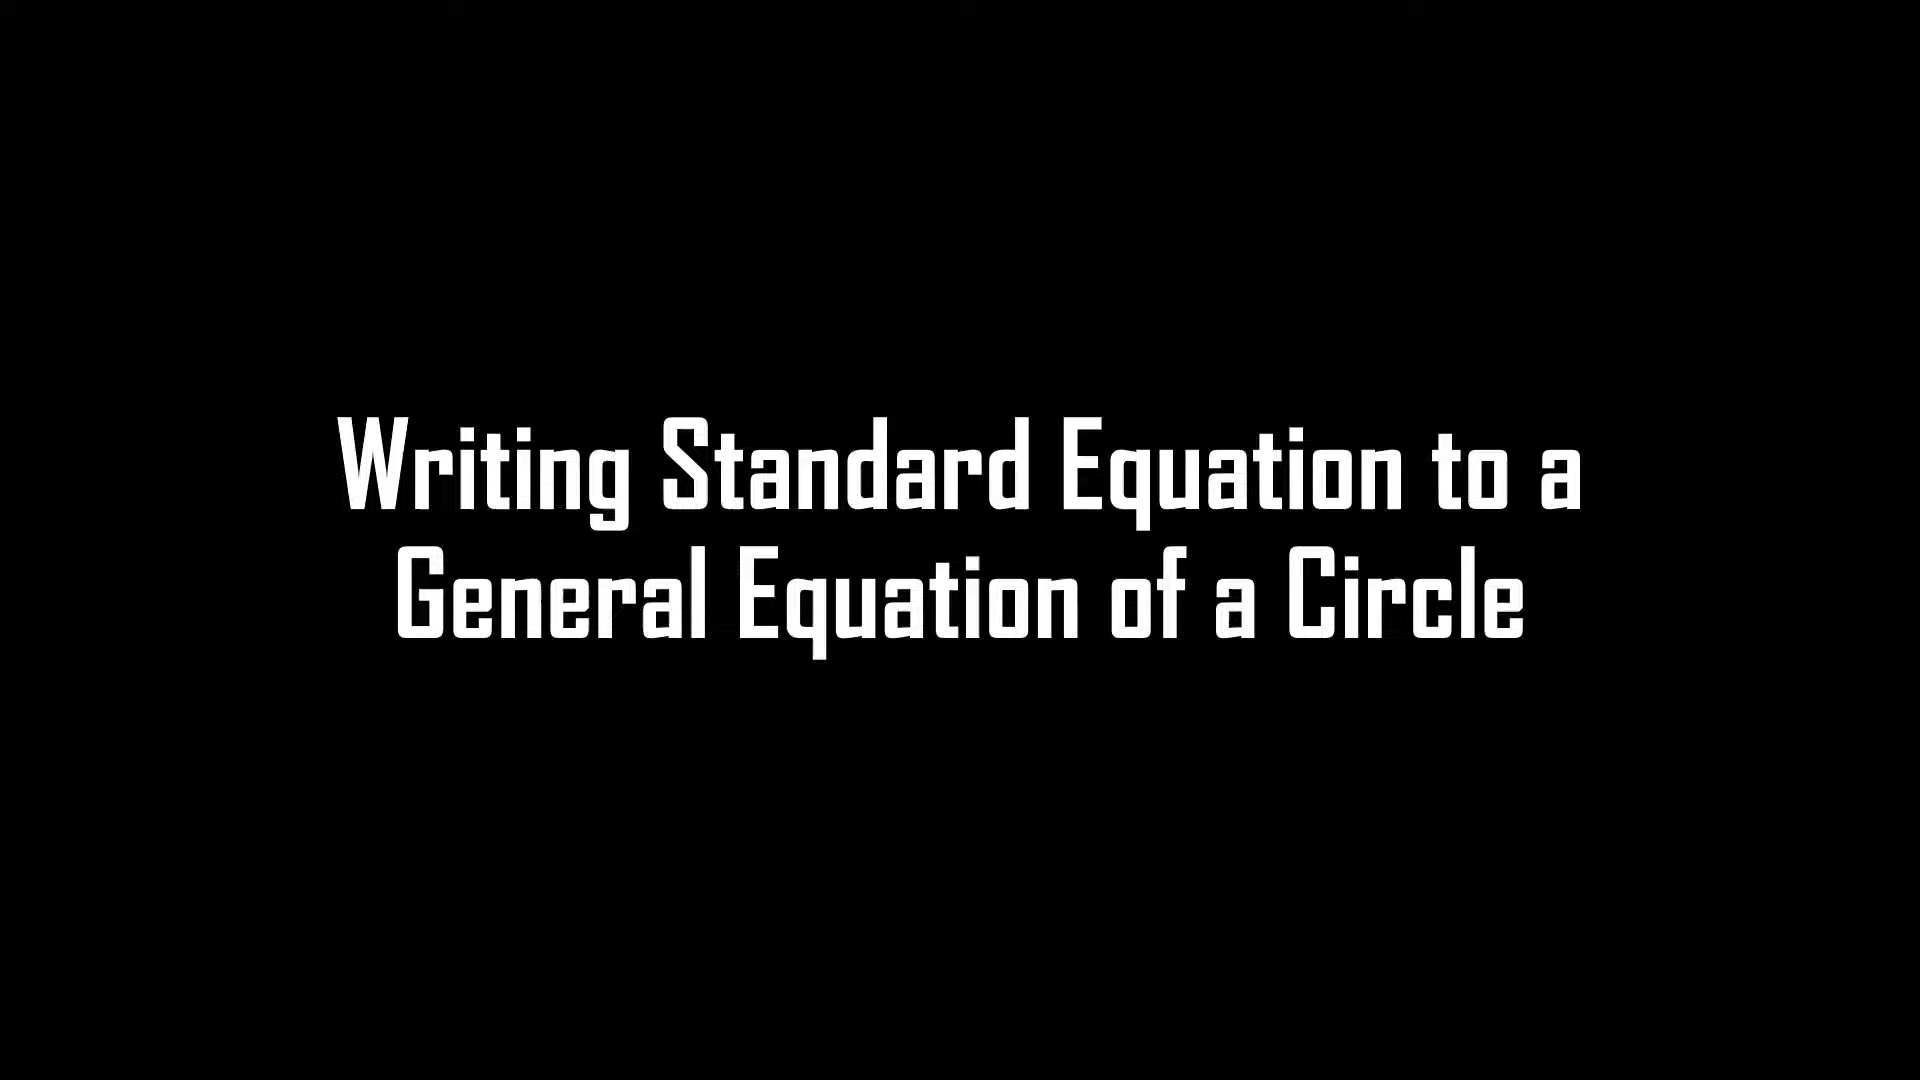 Writing Standard Equation to a
General Equation of a Circle